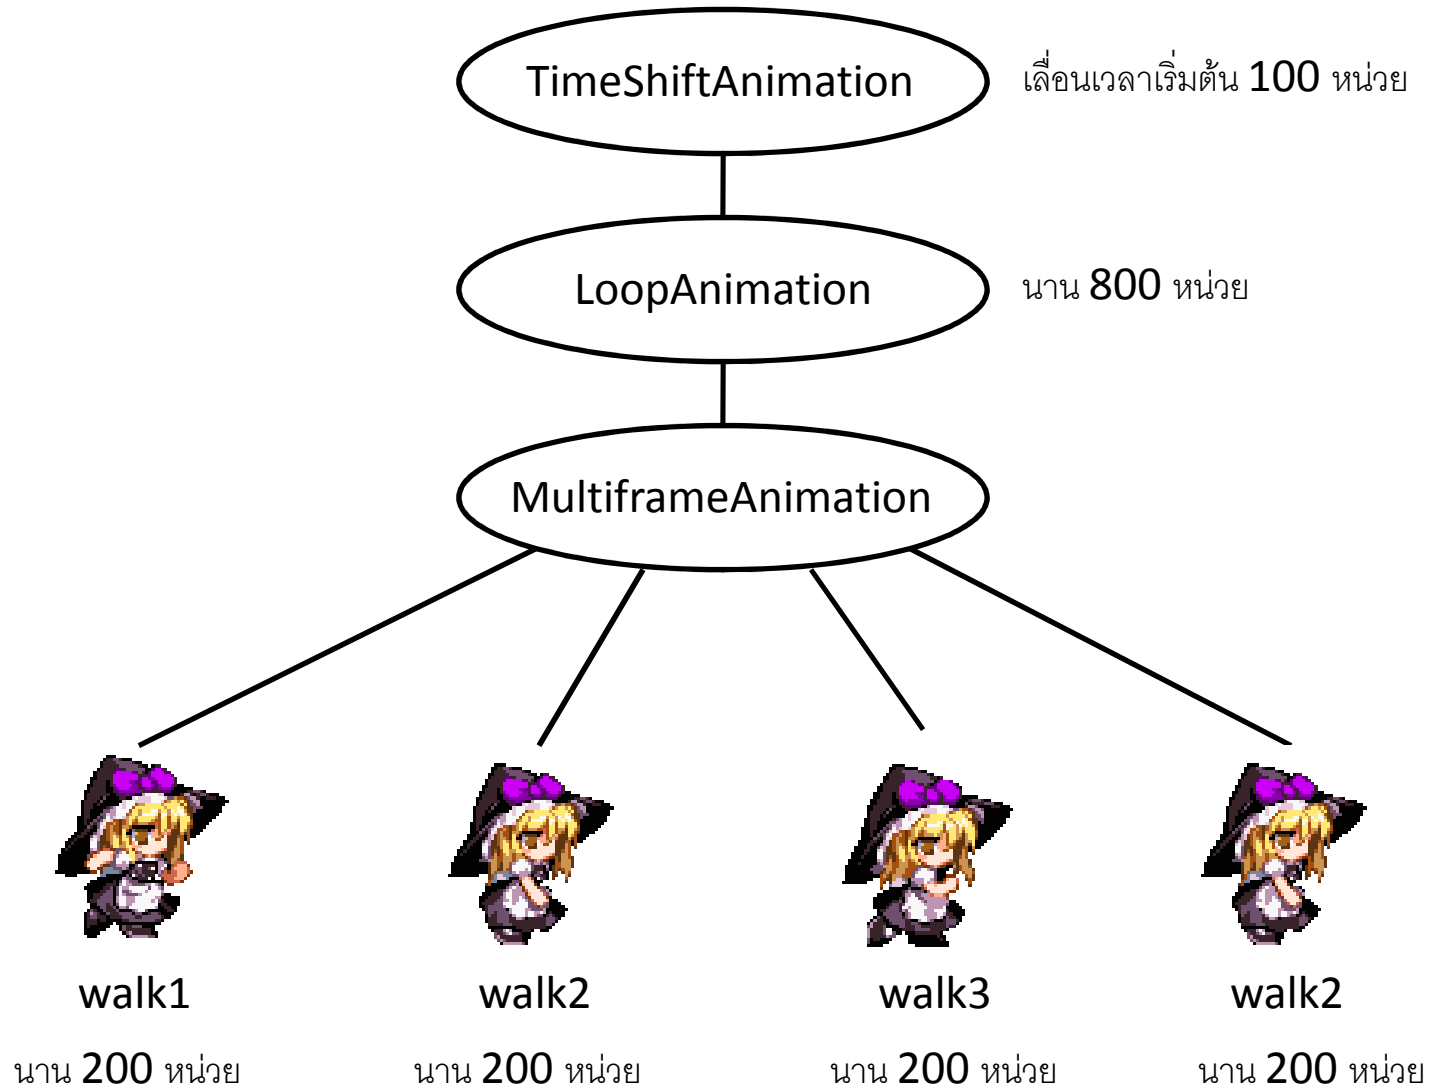 TimeShiftAnimation เลื่อนเวลาเริ่มต้น 100 หน่วย
LoopAnimation นาน 800 หน่วย
MultiframeAnimation
walk1 walk2 walk3 walk2
นาน 200 หน่วย นาน 200 หน่วย นาน 200 หน่วย นาน 200 หน่วย